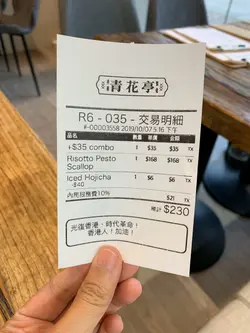 青花亭
R6 - 035 - 交易明細
#-00003558 2019/10/07 5:16 下午
品名 數量 單價 金額
+$35 combo 1 $35 $35 TX
Risotto Pesto 1 $168 $168 TX
Scallop
Iced Hojicha 1 $6 $6 TX
-$40
內用服務費10% $21 TX
總計 $230
光復香港，時代革命！
香港人！加油！